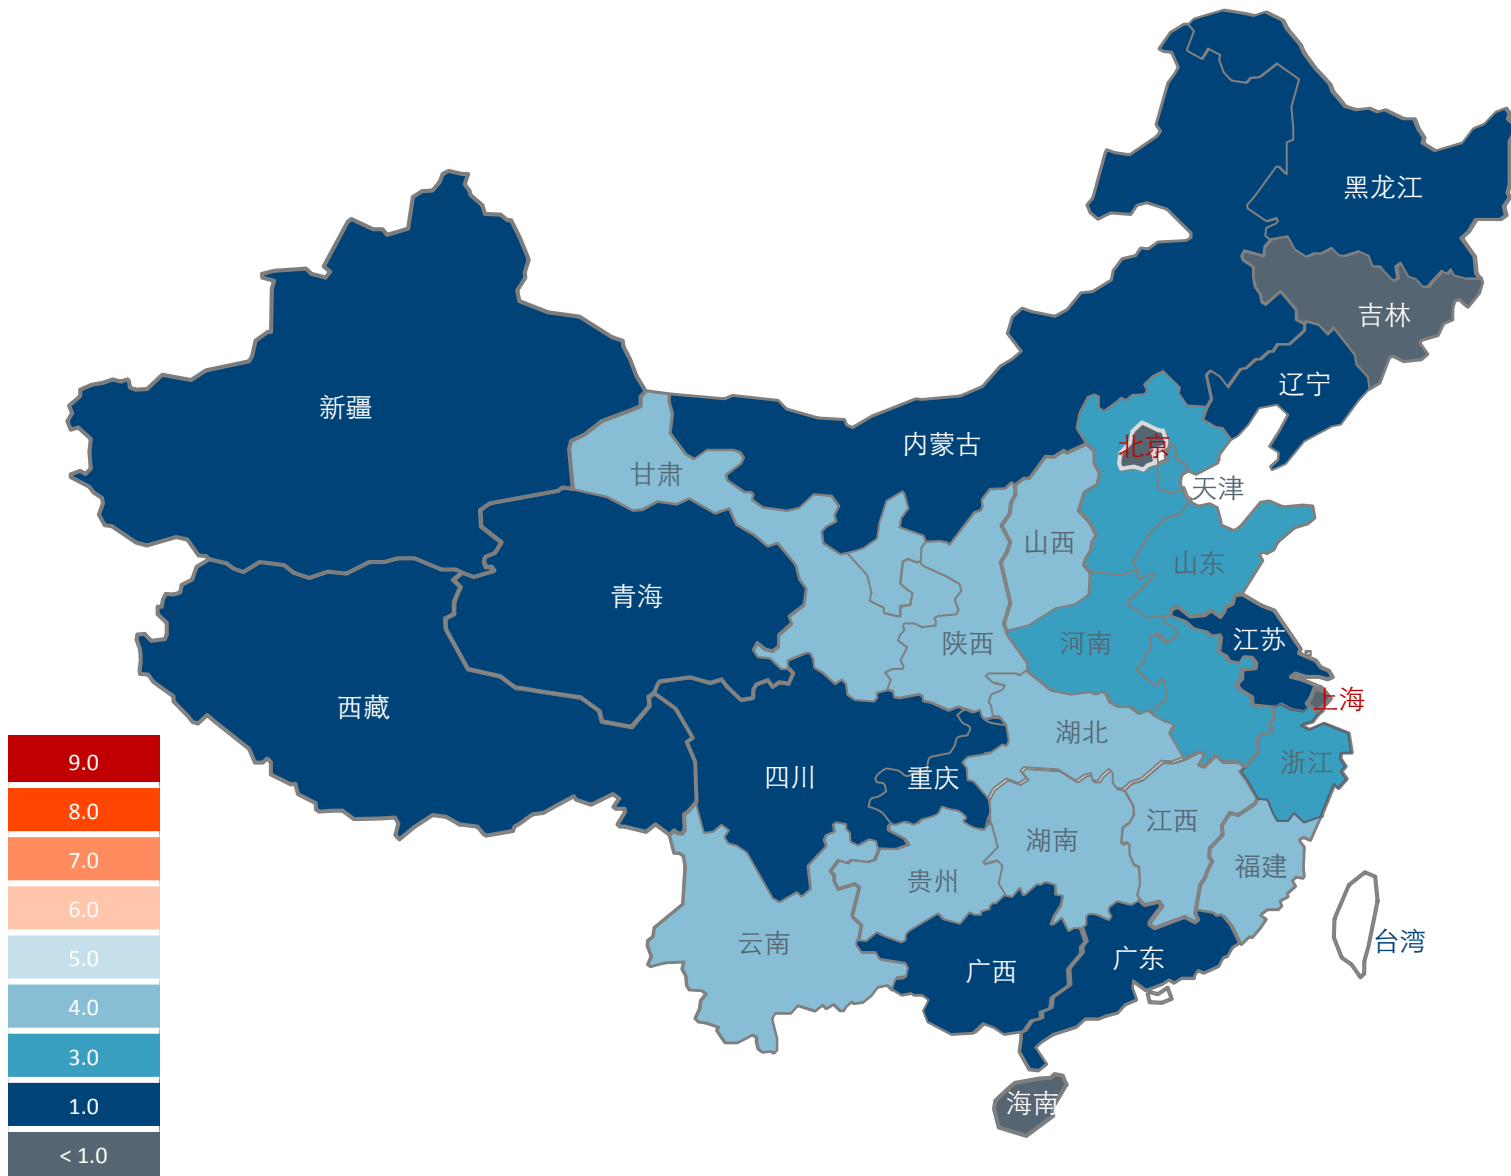 黑龙江
吉林
辽宁
新疆
内蒙古
北京
甘肃
天津
山西
山东
青海
陕西
河南
江苏
西藏
上海
湖北
浙江
四川
重庆
湖南
江西
贵州
福建
云南
广西
广东
台湾
海南
9.0
8.0
7.0
6.0
5.0
4.0
3.0
1.0
< 1.0